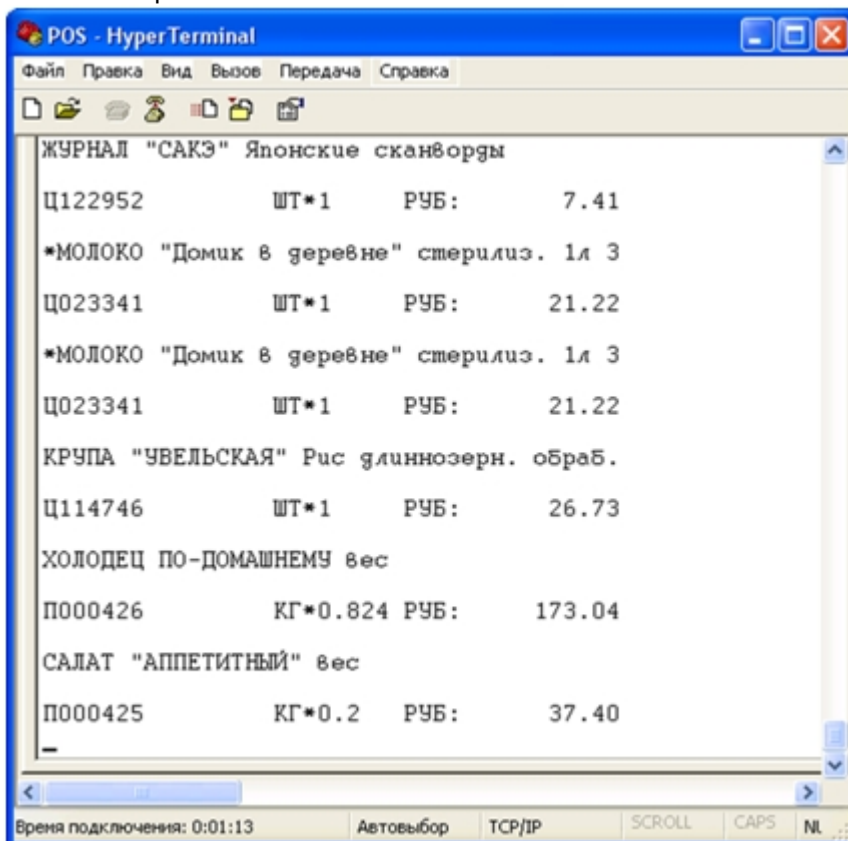 POS - HyperTerminal
Файл Правка Вид Вызов Передача Справка
ЖУРНАЛ "САКЭ" Японские сканворды
Ц122952 ШТ*1 РУБ: 7.41
*МОЛОКО "Домик в деревне" стерилиз. 1л 3
Ц023341 ШТ*1 РУБ: 21.22
*МОЛОКО "Домик в деревне" стерилиз. 1л 3
Ц023341 ШТ*1 РУБ: 21.22
КРУПА "УВЕЛЬСКАЯ" Рис длиннозерн. обраб.
Ц114746 ШТ*1 РУБ: 26.73
ХОЛОДЕЦ ПО-ДОМАШНЕМУ вес
П000426 КГ*0.824 РУБ: 173.04
САЛАТ "АППЕТИТНЫЙ" вес
П000425 КГ*0.2 РУБ: 37.40
Время подключения: 0:01:13 Автовыбор TCP/IP SCROLL CAPS NL